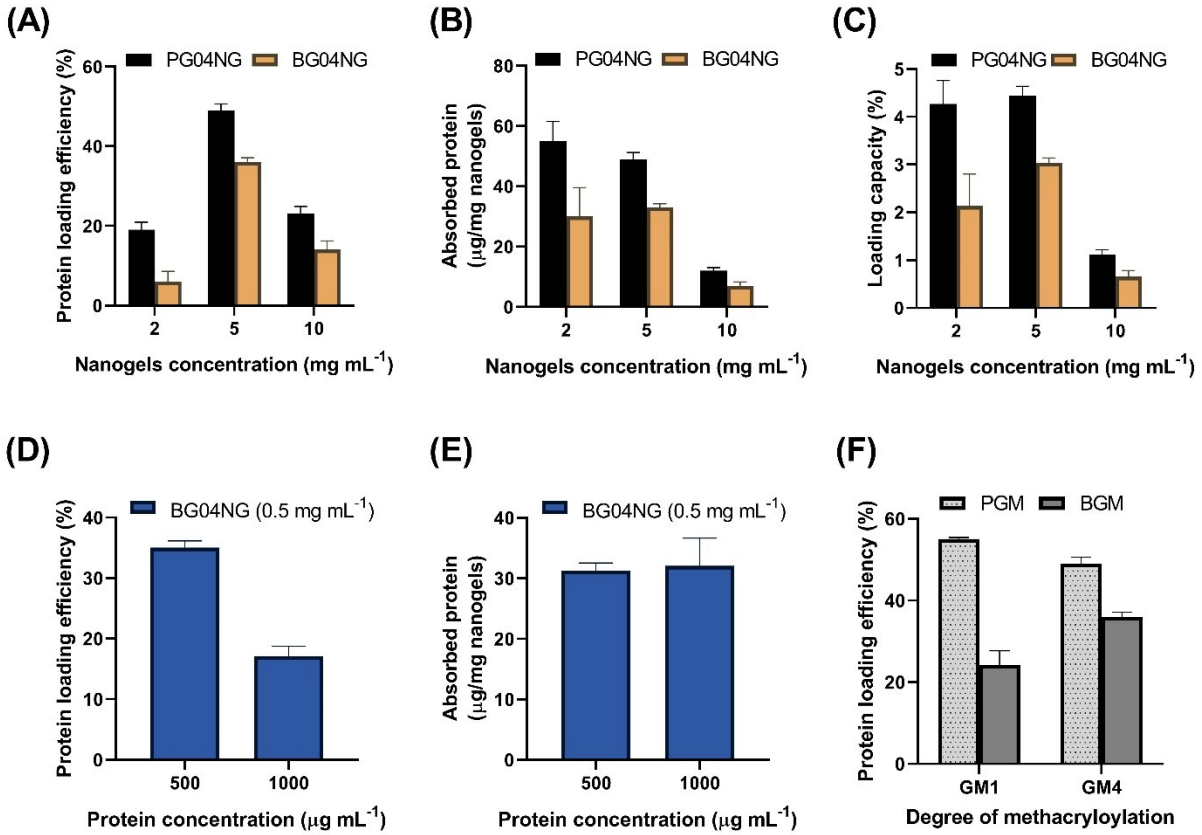 (A)
PG04NG BG04NG
Protein loading efficiency (%)
60
40
20
0
2 5 10
Nanogels concentration (mg mL⁻¹)
(B)
PG04NG BG04NG
Absorbed protein
(µg/mg nanogels)
80
60
40
20
0
2 5 10
Nanogels concentration (mg mL⁻¹)
(C)
PG04NG BG04NG
Loading capacity (%)
5
4
3
2
1
0
2 5 10
Nanogels concentration (mg mL⁻¹)
(D)
BG04NG (0.5 mg mL⁻¹)
Protein loading efficiency (%)
40
30
20
10
0
500 1000
Protein concentration (µg mL⁻¹)
(E)
BG04NG (0.5 mg mL⁻¹)
Absorbed protein
(µg/mg nanogels)
40
30
20
10
0
500 1000
Protein concentration (µg mL⁻¹)
(F)
PGM BGM
Protein loading efficiency (%)
60
40
20
0
GM1 GM4
Degree of methacryloylation